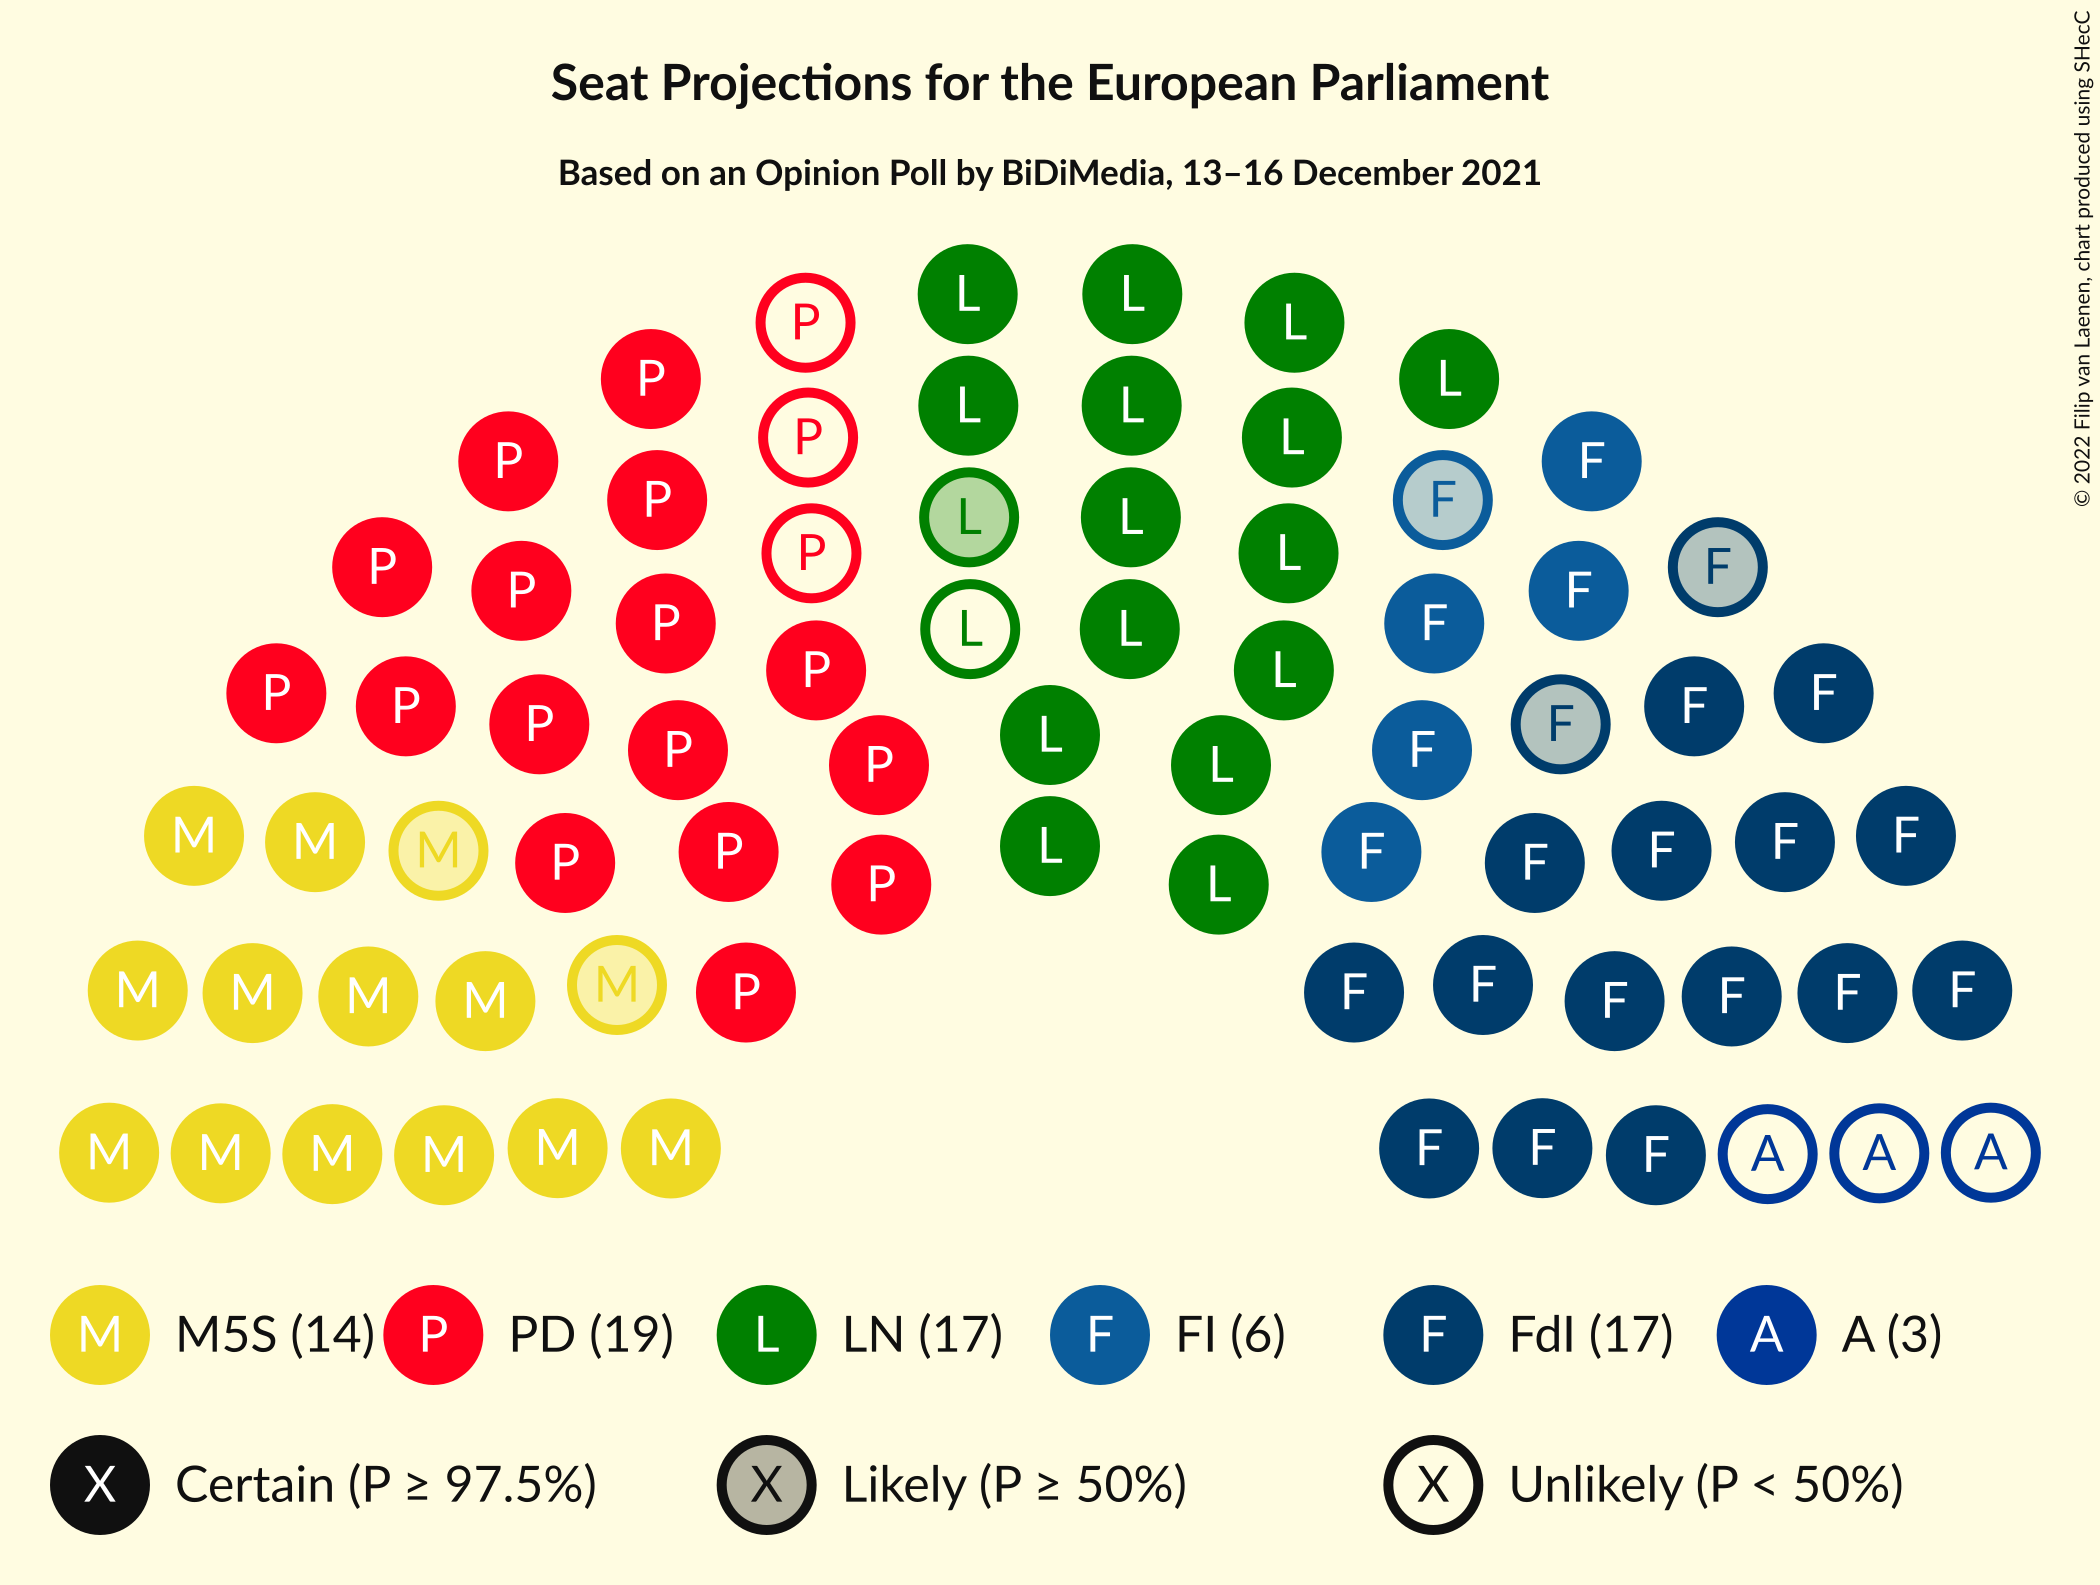 Seat Projections for the European Parliament
Based on an Opinion Poll by BiDiMedia, 13–16 December 2021
© 2022 Filip van Laenen, chart produced using SHecC
L L
P L L
P L
L L
P L L
P F F
P L
P F
L L
P L
P F F
P P F
L L
P F
P L
P F F
P P F F
P L F
P F
P L L
M F
M F
M P F
L
P F
M F
P L
M F
P F
M M F F
M F
M F
M F
M M F F
M M F A
M F A
M A
M M5S (14) P PD (19) L LN (17) F FI (6) F FdI (17) A A (3)
X Certain (P ≥ 97.5%) X Likely (P ≥ 50%) X Unlikely (P < 50%)